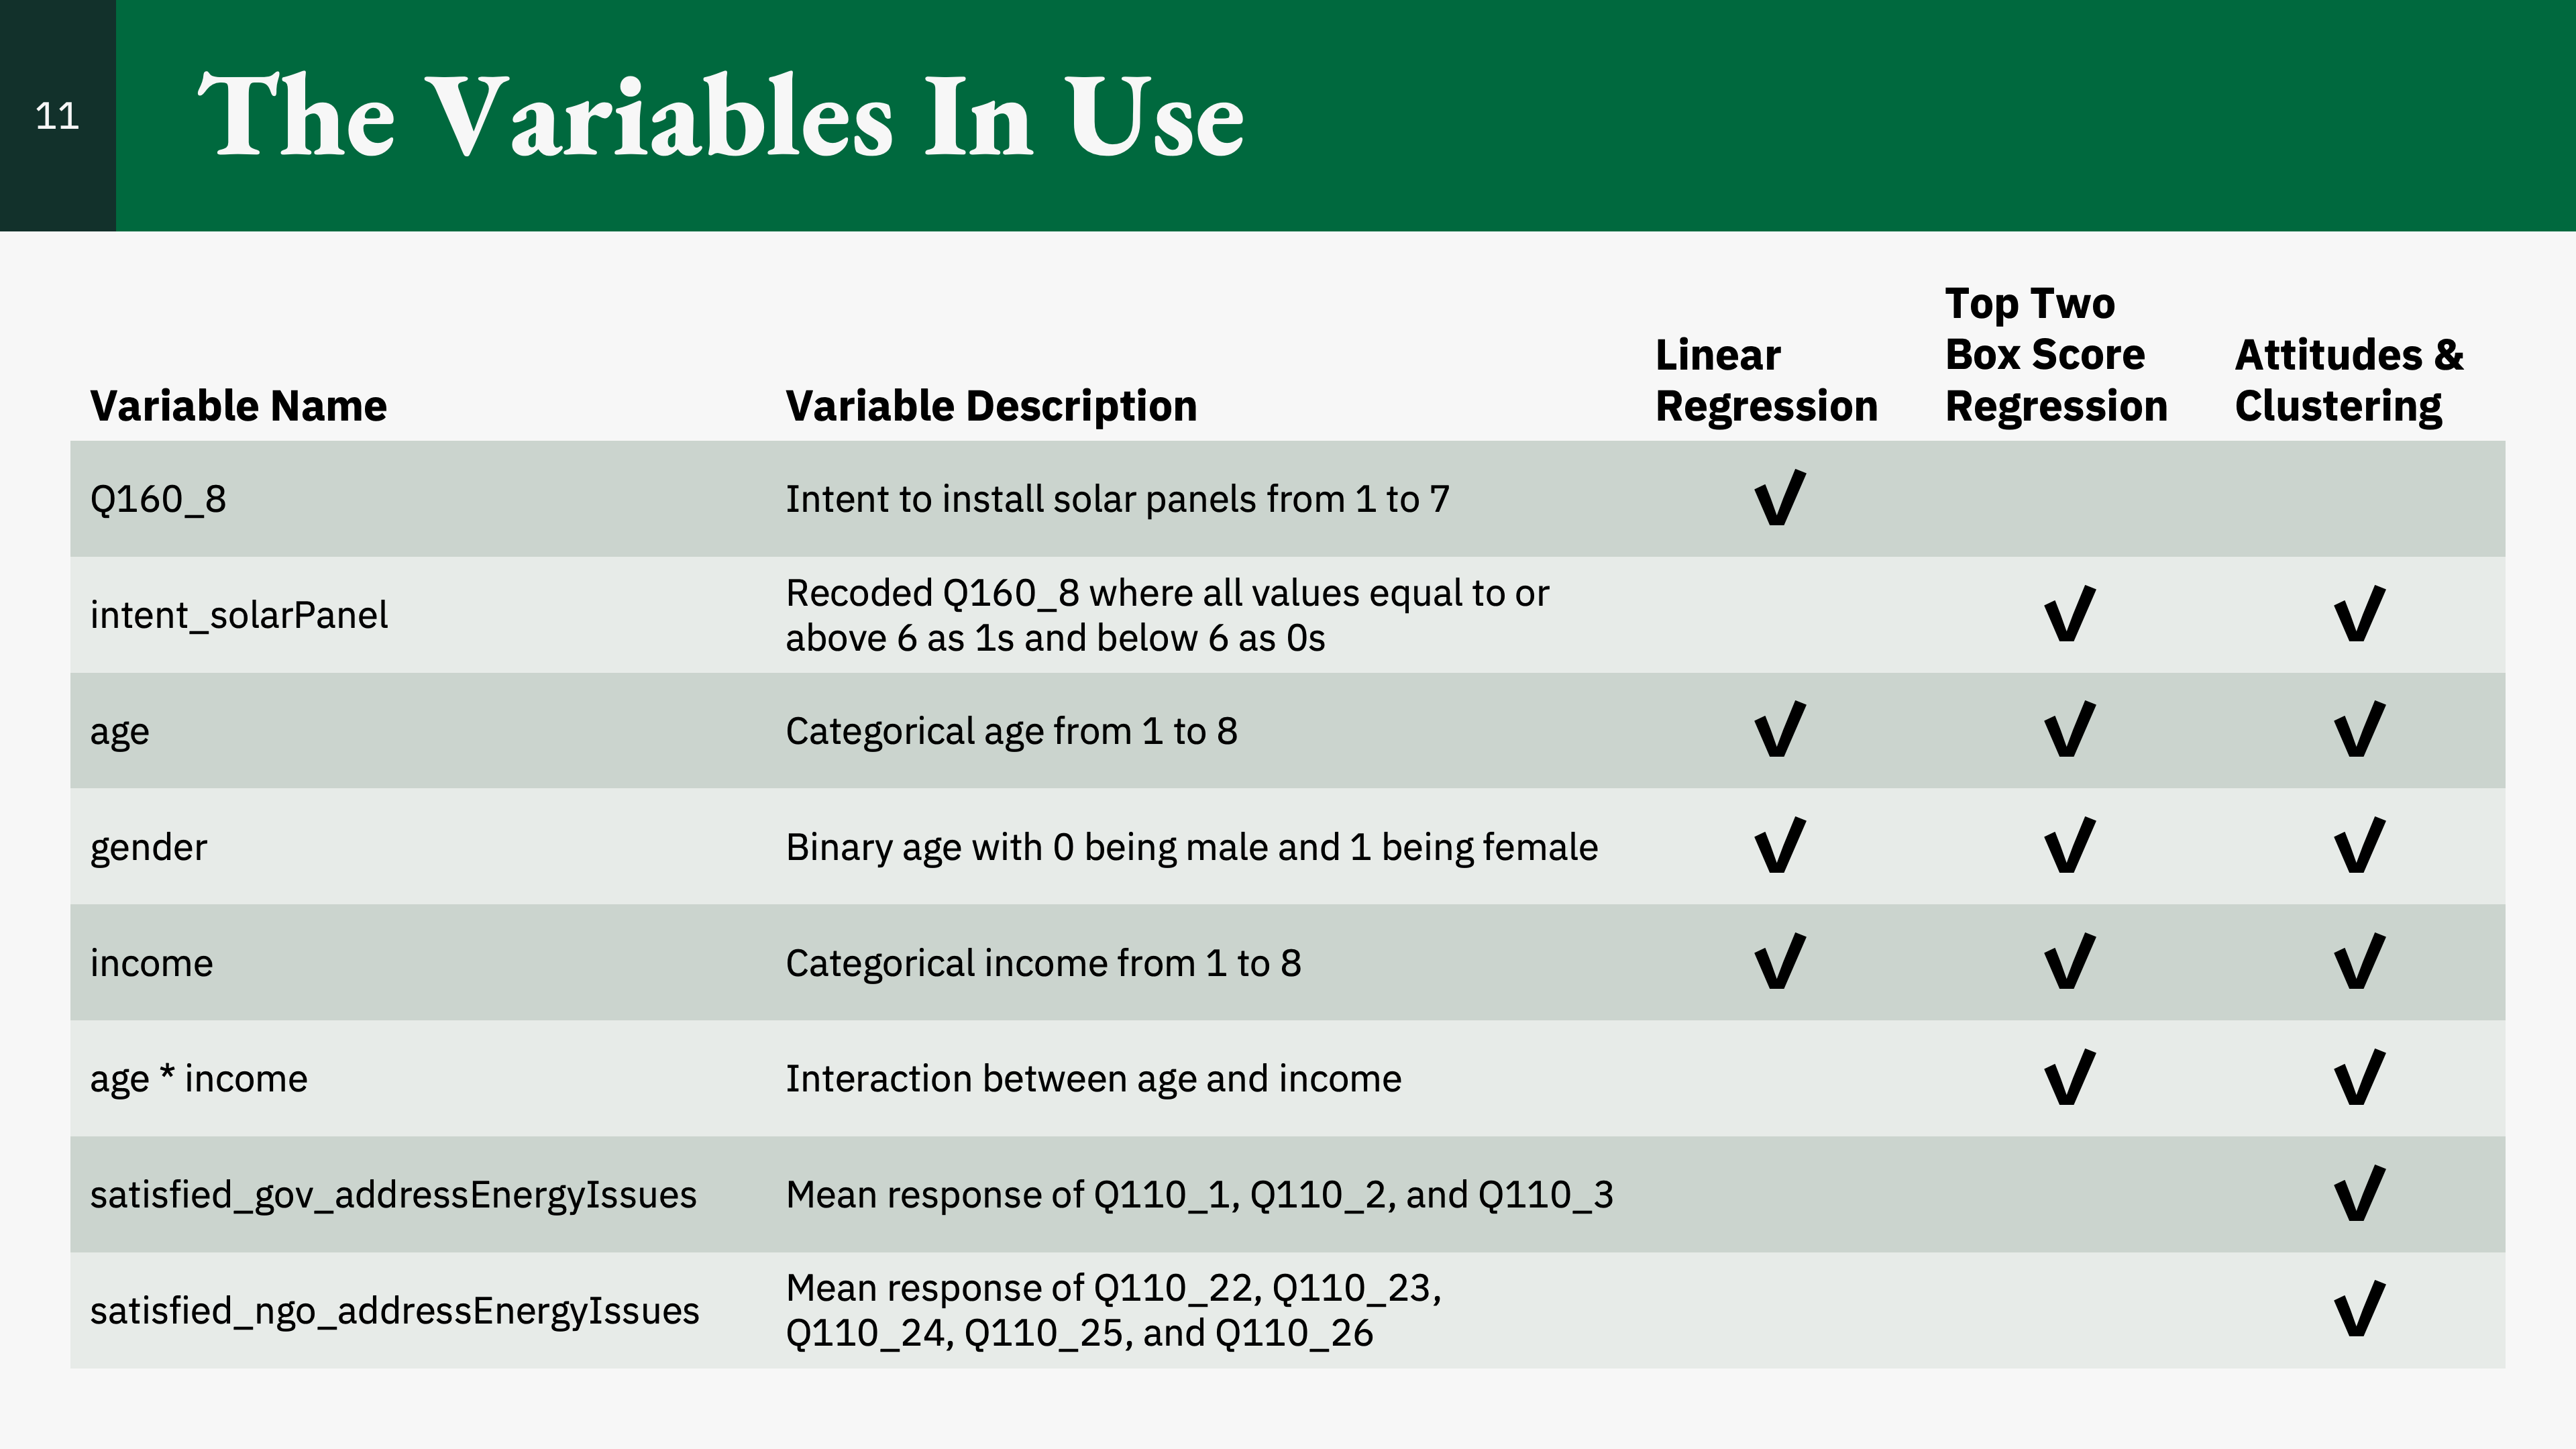 11
The Variables In Use
Variable Name
Variable Description
Linear
Regression
Top Two
Box Score
Regression
Attitudes &
Clustering
Q160_8
Intent to install solar panels from 1 to 7
✓
intent_solarPanel
Recoded Q160_8 where all values equal to or
above 6 as 1s and below 6 as 0s
✓ ✓
age
Categorical age from 1 to 8
✓ ✓ ✓
gender
Binary age with 0 being male and 1 being female
✓ ✓ ✓
income
Categorical income from 1 to 8
✓ ✓ ✓
age * income
Interaction between age and income
✓ ✓
satisfied_gov_addressEnergyIssues
Mean response of Q110_1, Q110_2, and Q110_3
✓
satisfied_ngo_addressEnergyIssues
Mean response of Q110_22, Q110_23,
Q110_24, Q110_25, and Q110_26
✓